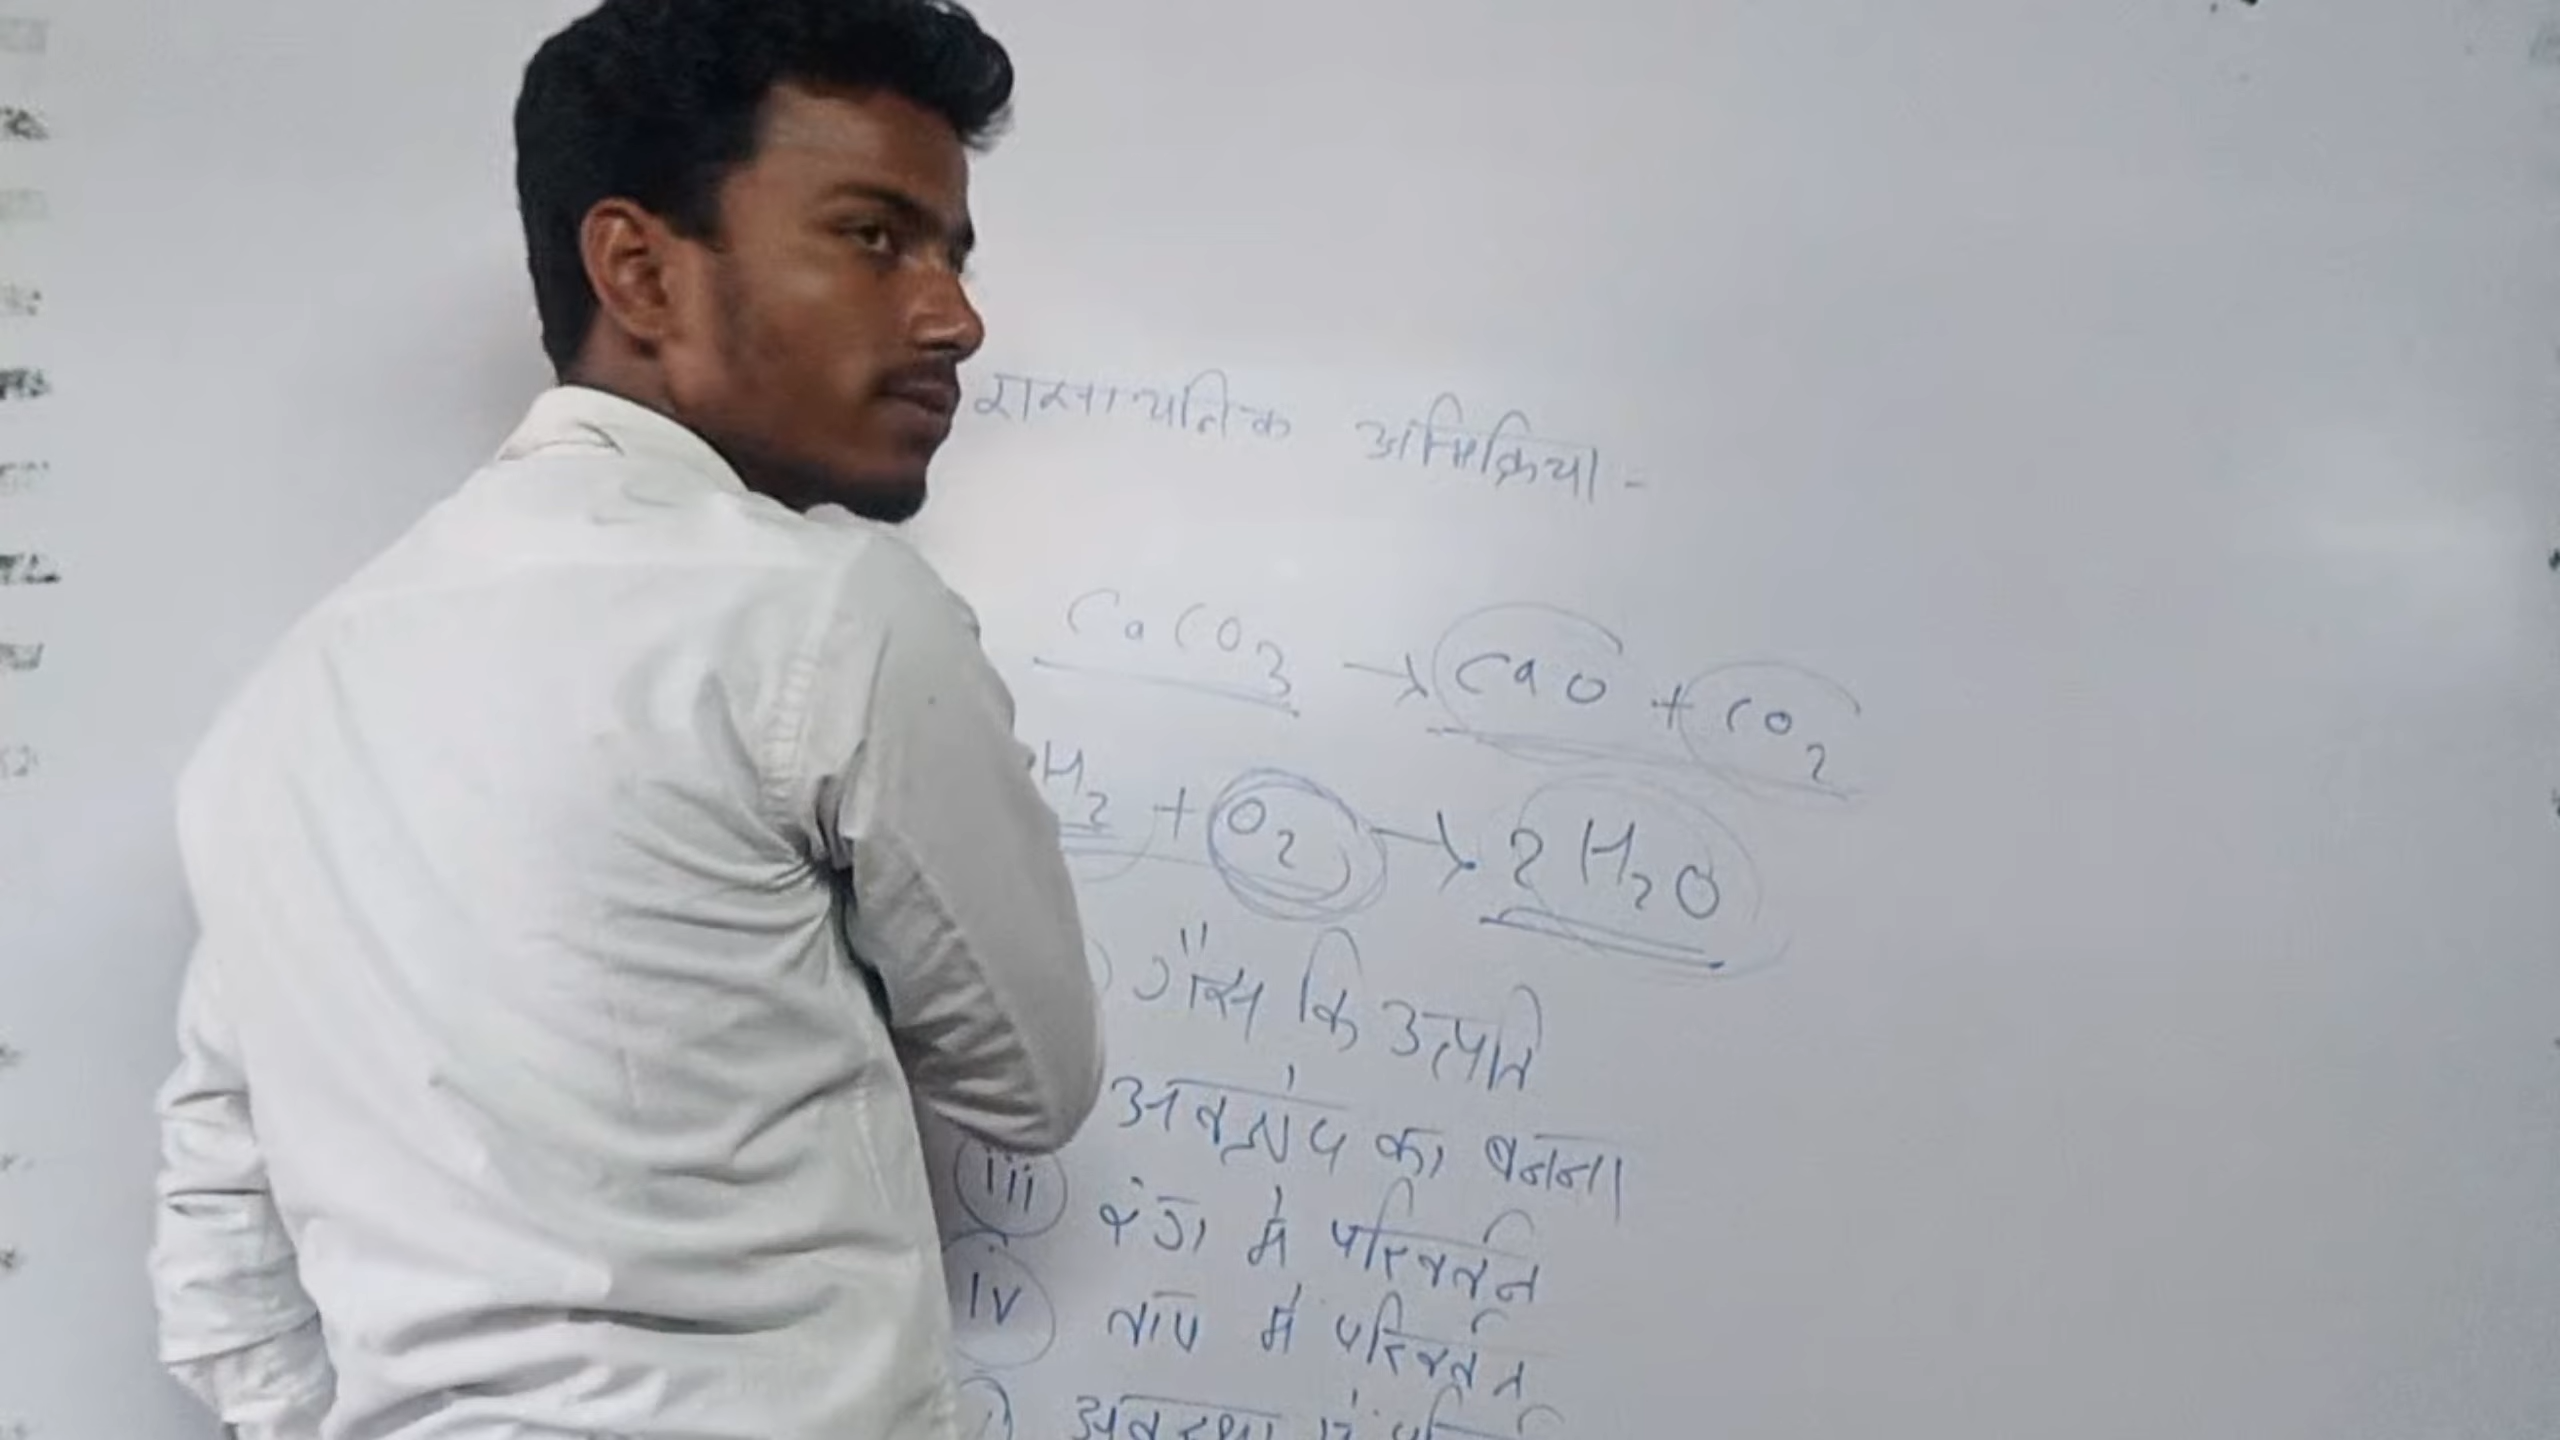 रासायनिक अभिक्रिया -
CaCO3 → CaO + CO2
H2 + O2 → 2H2O
गैस कि उत्पति
अवक्षेप का बनना
iii रंग में परिवर्तन
iv ताप में परिवर्तन
अवस्था में